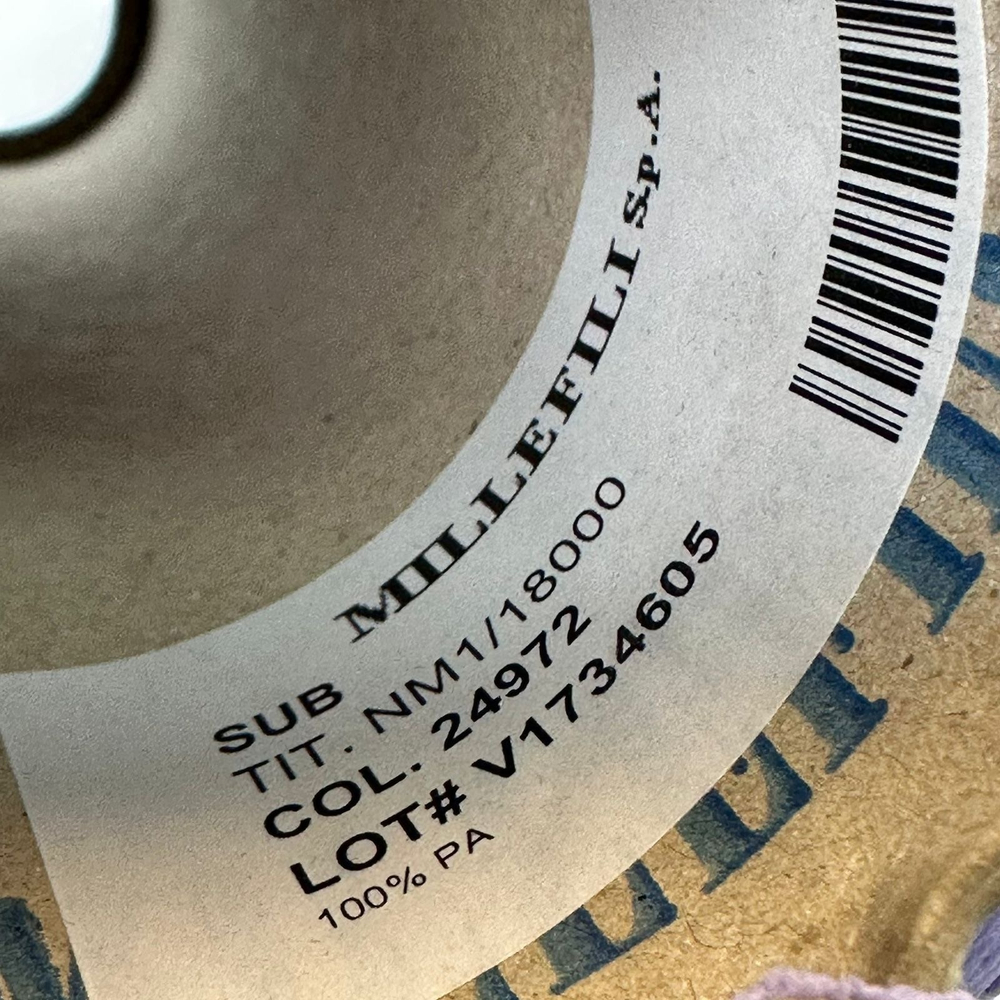 MILLEFILI S.p.A.
SUB
TIT. NM1/18000
COL. 24972
LOT# V1734605
100% PA